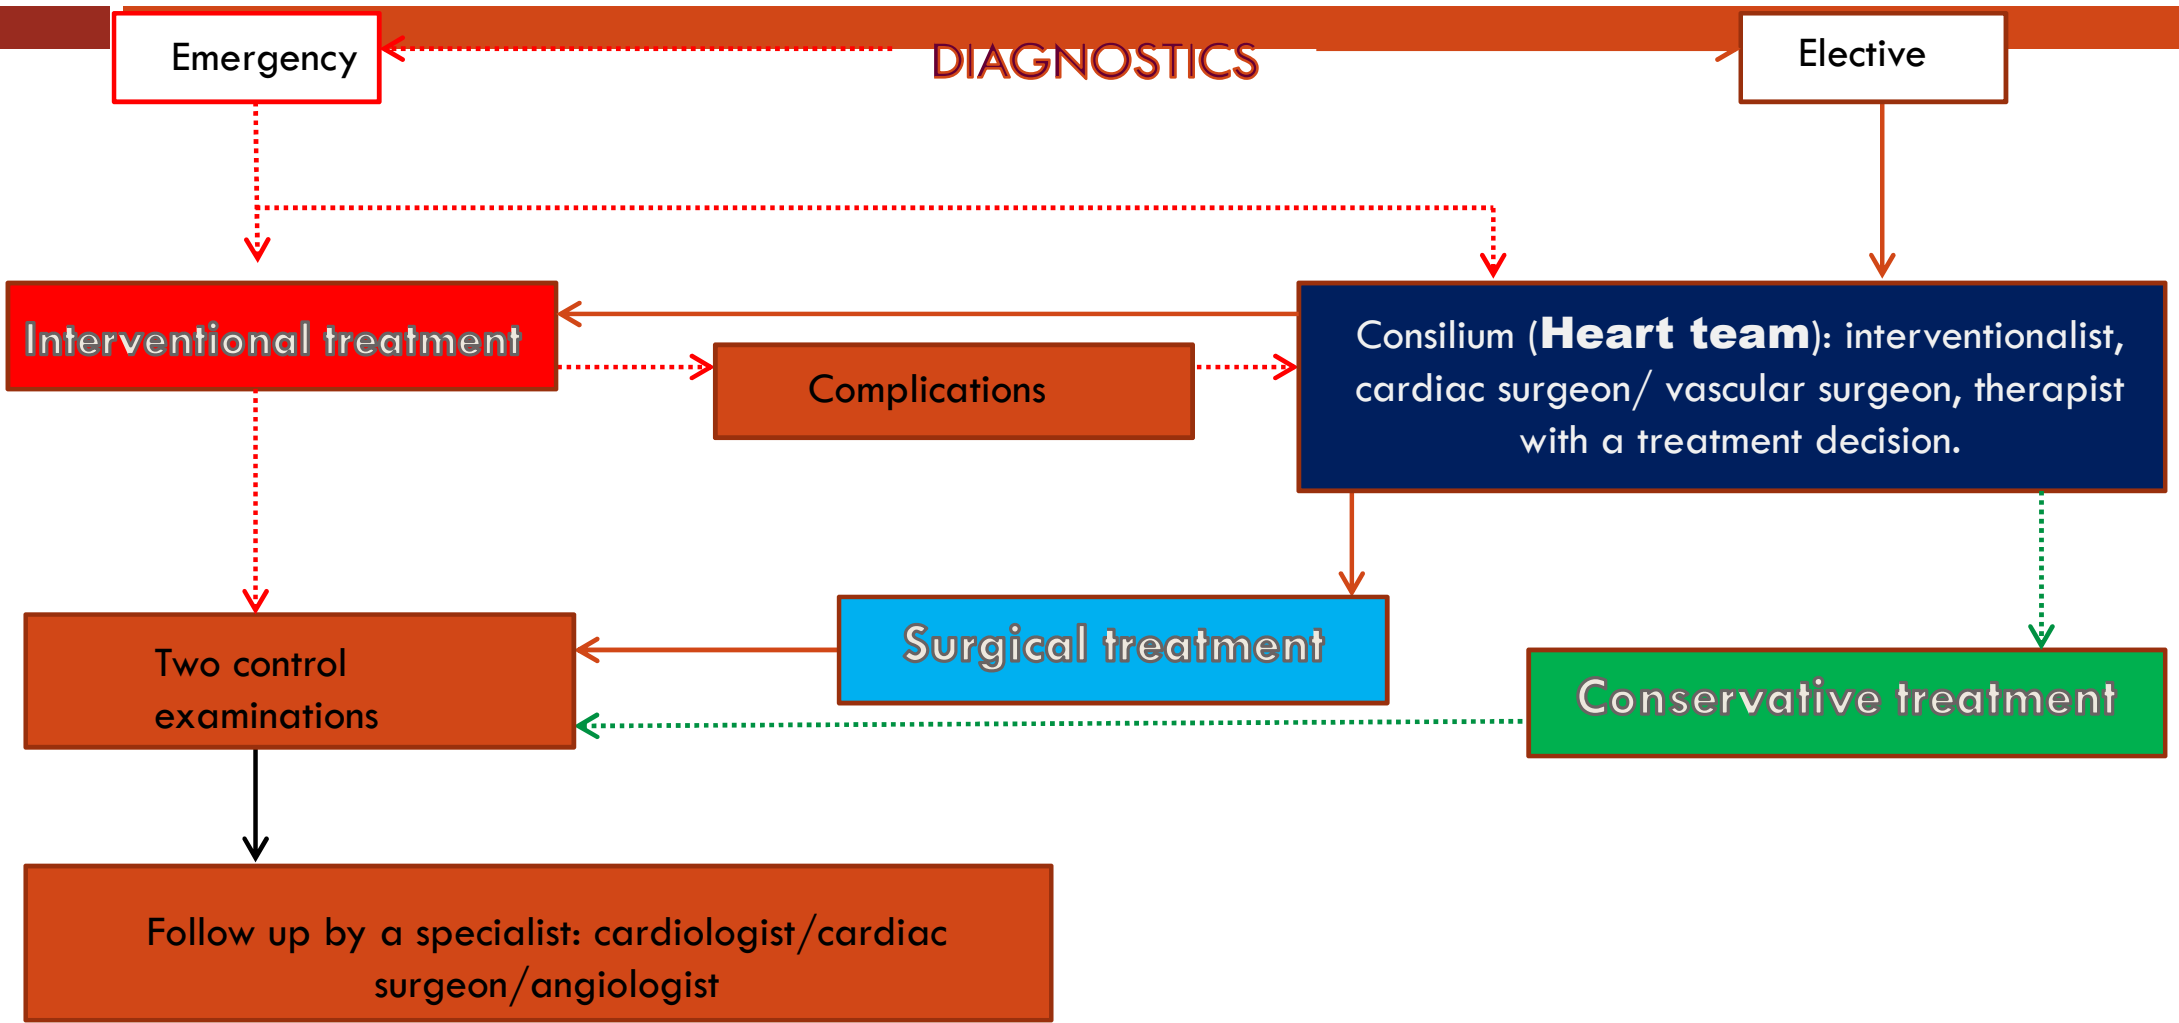 Emergency
DIAGNOSTICS
Elective
Interventional treatment
Complications
Consilium (Heart team): interventionalist,
cardiac surgeon/ vascular surgeon, therapist
with a treatment decision.
Two control
examinations
Surgical treatment
Conservative treatment
Follow up by a specialist: cardiologist/cardiac
surgeon/angiologist